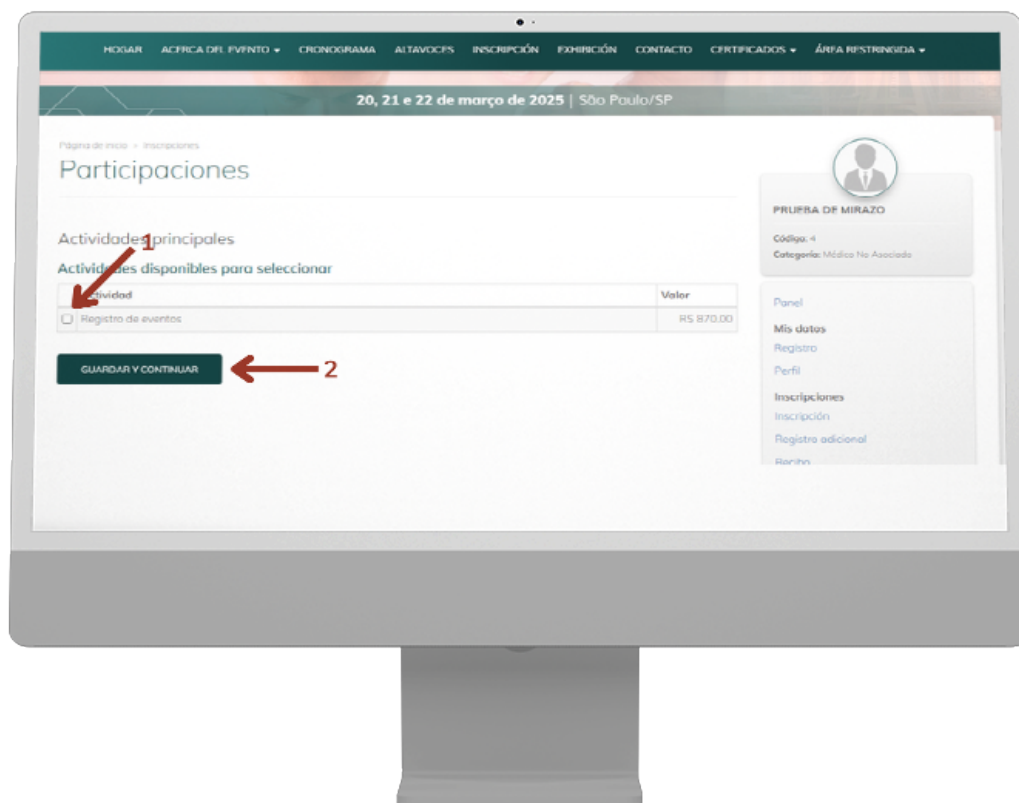 HOGAR ACERCA DEL EVENTO CRONOGRAMA ALTAVOCES INSCRIPCIÓN EXHIBICIÓN CONTACTO CERTIFICADOS ÁREA RESTRINGIDA
20, 21 e 22 de março de 2025 | São Paulo/SP
Página de inicio » Inscripciones
Participaciones
Actividades principales
1
Actividades disponibles para seleccionar
Actividad Valor
Registro de eventos R$ 870.00
GUARDAR Y CONTINUAR
2
PRUEBA DE MIRAZO
Código: 4
Categoría: Médico No Asociado
Panel
Mis datos
Registro
Perfil
Inscripciones
Inscripción
Registro adicional
Recibo